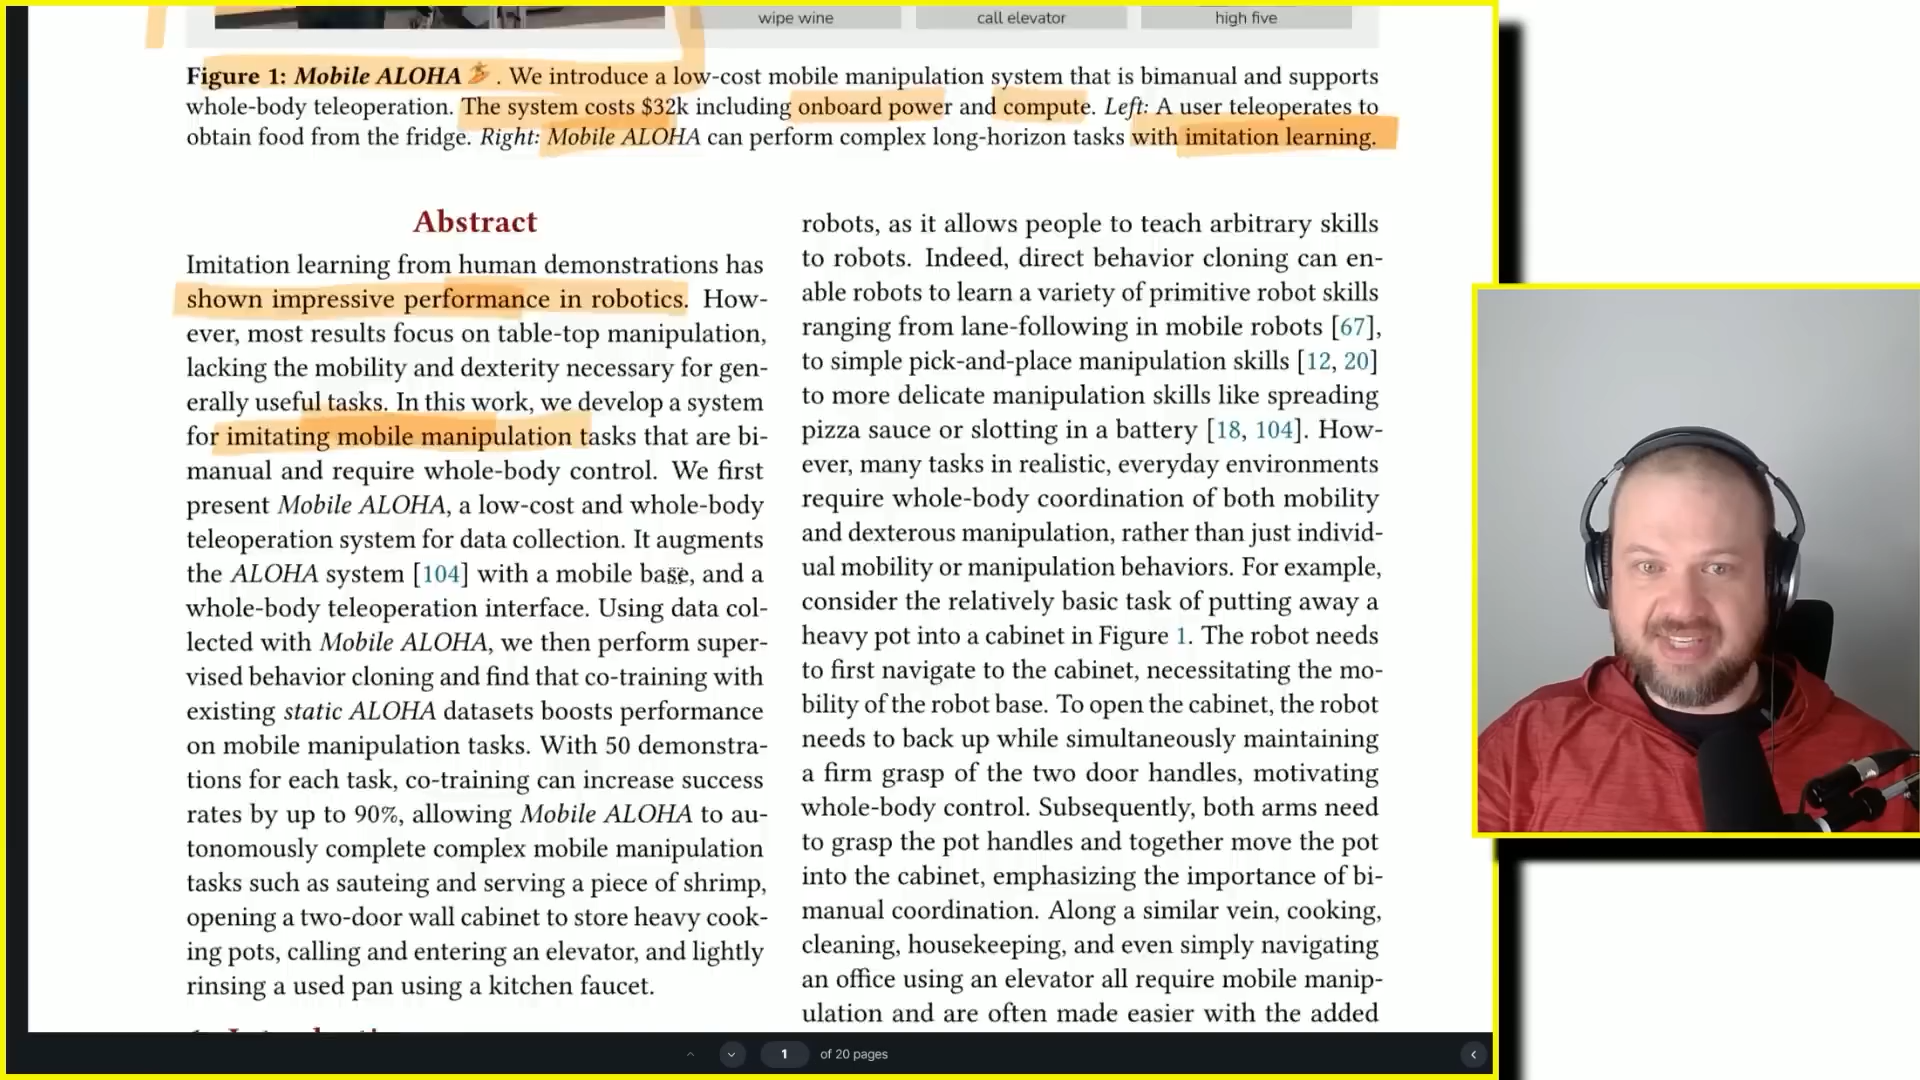 wipe wine
call elevator
high five
Figure 1: Mobile ALOHA . We introduce a low-cost mobile manipulation system that is bimanual and supports
whole-body teleoperation. The system costs $32k including onboard power and compute. Left: A user teleoperates to
obtain food from the fridge. Right: Mobile ALOHA can perform complex long-horizon tasks with imitation learning.
Abstract
Imitation learning from human demonstrations has
shown impressive performance in robotics. How-
ever, most results focus on table-top manipulation,
lacking the mobility and dexterity necessary for gen-
erally useful tasks. In this work, we develop a system
for imitating mobile manipulation tasks that are bi-
manual and require whole-body control. We first
present Mobile ALOHA, a low-cost and whole-body
teleoperation system for data collection. It augments
the ALOHA system [104] with a mobile base, and a
whole-body teleoperation interface. Using data col-
lected with Mobile ALOHA, we then perform super-
vised behavior cloning and find that co-training with
existing static ALOHA datasets boosts performance
on mobile manipulation tasks. With 50 demonstra-
tions for each task, co-training can increase success
rates by up to 90%, allowing Mobile ALOHA to au-
tonomously complete complex mobile manipulation
tasks such as sauteing and serving a piece of shrimp,
opening a two-door wall cabinet to store heavy cook-
ing pots, calling and entering an elevator, and lightly
rinsing a used pan using a kitchen faucet.
robots, as it allows people to teach arbitrary skills
to robots. Indeed, direct behavior cloning can en-
able robots to learn a variety of primitive robot skills
ranging from lane-following in mobile robots [67],
to simple pick-and-place manipulation skills [12, 20]
to more delicate manipulation skills like spreading
pizza sauce or slotting in a battery [18, 104]. How-
ever, many tasks in realistic, everyday environments
require whole-body coordination of both mobility
and dexterous manipulation, rather than just individ-
ual mobility or manipulation behaviors. For example,
consider the relatively basic task of putting away a
heavy pot into a cabinet in Figure 1. The robot needs
to first navigate to the cabinet, necessitating the mo-
bility of the robot base. To open the cabinet, the robot
needs to back up while simultaneously maintaining
a firm grasp of the two door handles, motivating
whole-body control. Subsequently, both arms need
to grasp the pot handles and together move the pot
into the cabinet, emphasizing the importance of bi-
manual coordination. Along a similar vein, cooking,
cleaning, housekeeping, and even simply navigating
an office using an elevator all require mobile manip-
ulation and are often made easier with the added
1 of 20 pages